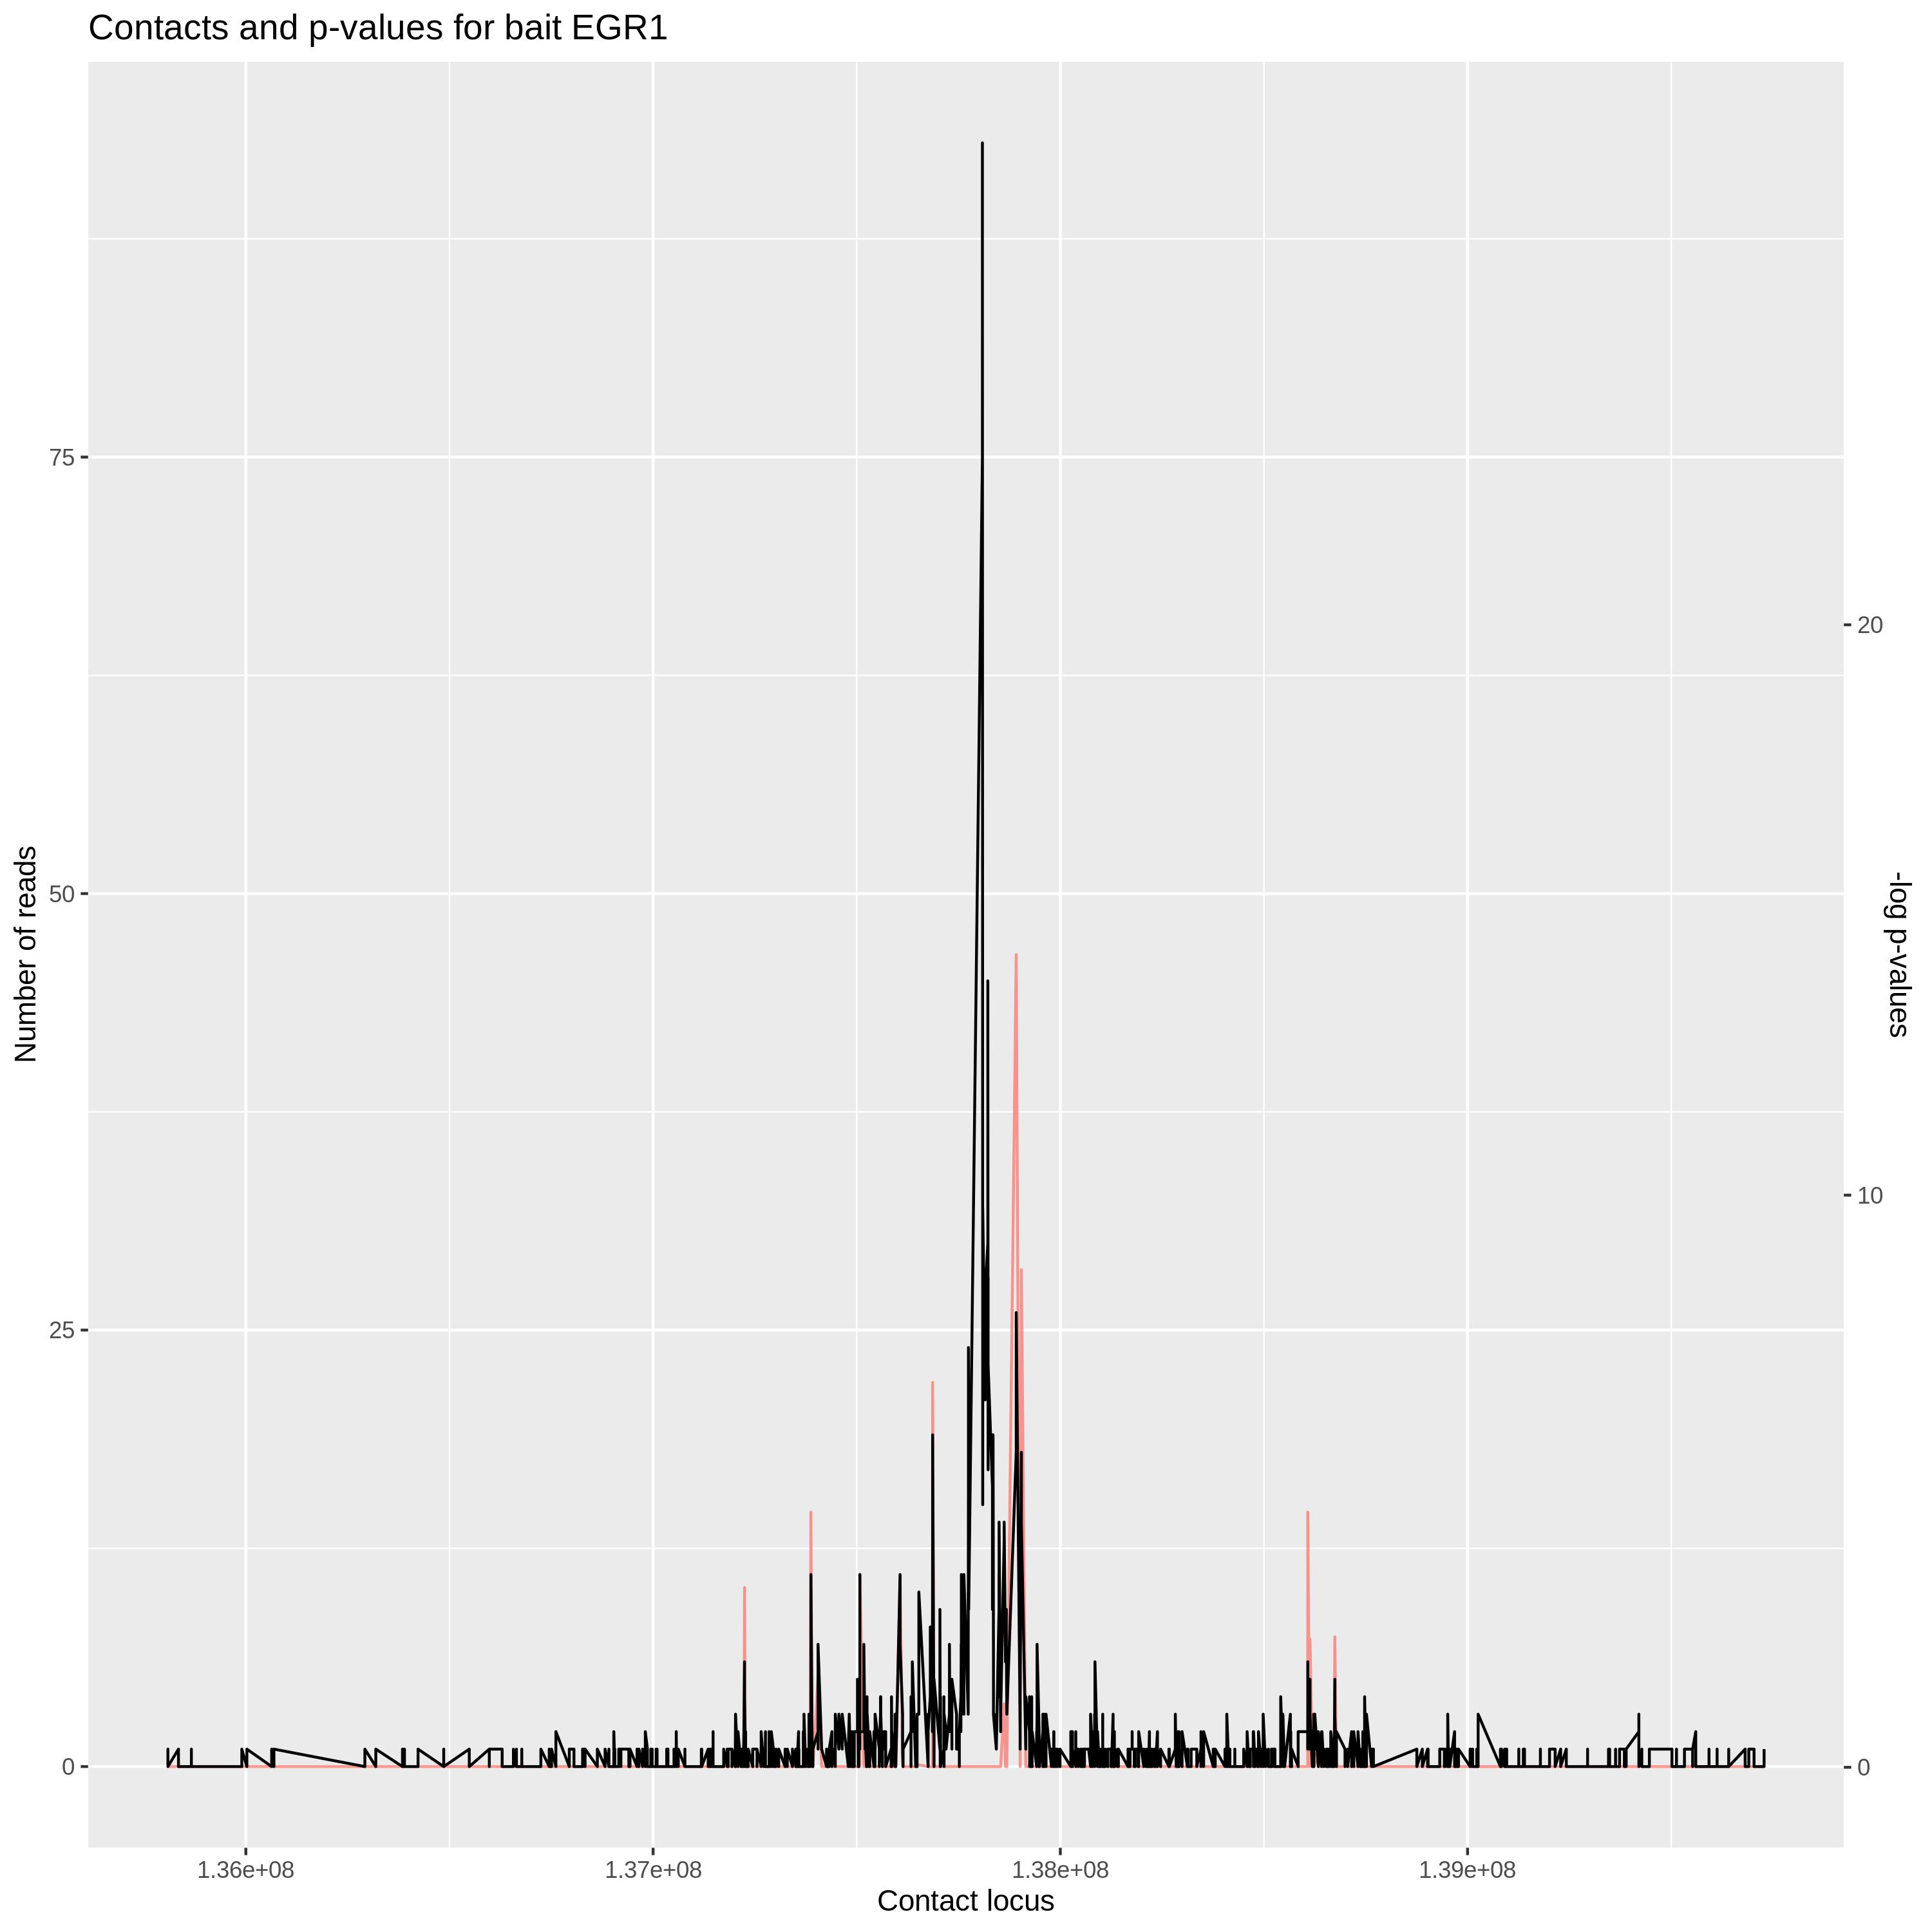 Contacts and p-values for bait EGR1
75
50
25
0
20
10
0
Number of reads
-log p-values
1.36e+08
1.37e+08
1.38e+08
1.39e+08
Contact locus